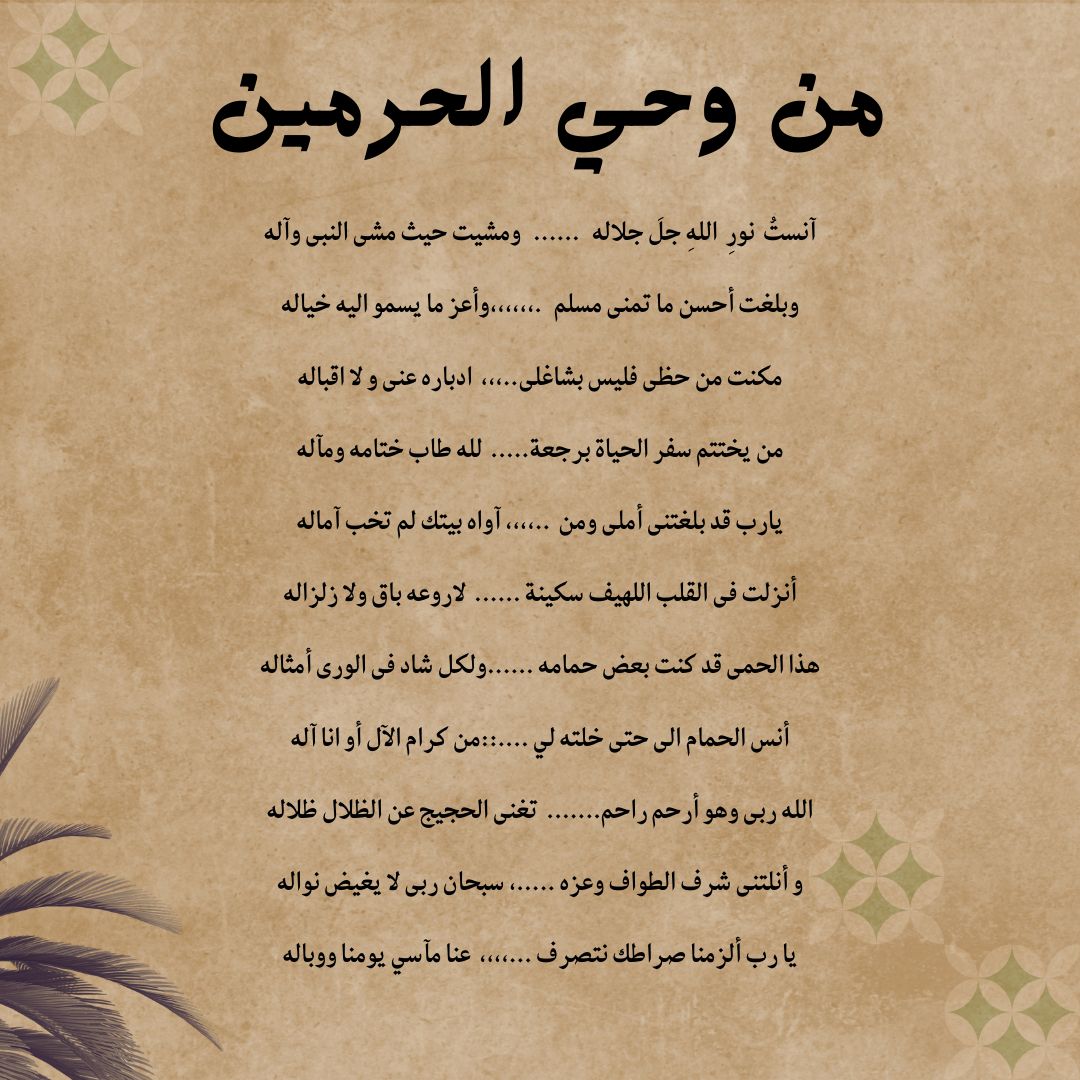 من وحي الحرمين
آنستُ نورِ اللهِ جلَ جلاله ...... ومشيت حيث مشى النبى وآله
وبلغت أحسن ما تمنى مسلم .،،،،،،وأعز ما يسمو اليه خياله
مكنت من حظى فليس بشاغلى..،،، ادباره عنى و لا اقباله
من يختتم سفر الحياة برجعة..... لله طاب ختامه ومآله
يارب قد بلغتنى أملى ومن ..،،،، آواه بيتك لم تخب آماله
أنزلت فى القلب اللهيف سكينة ...... لاروعه باق ولا زلزاله
هذا الحمى قد كنت بعض حمامه ......ولكل شاد فى الورى أمثاله
أنس الحمام الى حتى خلته لي ....::من كرام الآل أو انا آله
الله ربى وهو أرحم راحم....... تغنى الحجيج عن الظلال ظلاله
و أنلتنى شرف الطواف وعزه .....، سبحان ربى لا يغيض نواله
يا رب ألزمنا صراطك نتصرف ...،،،، عنا مآسي يومنا ووباله